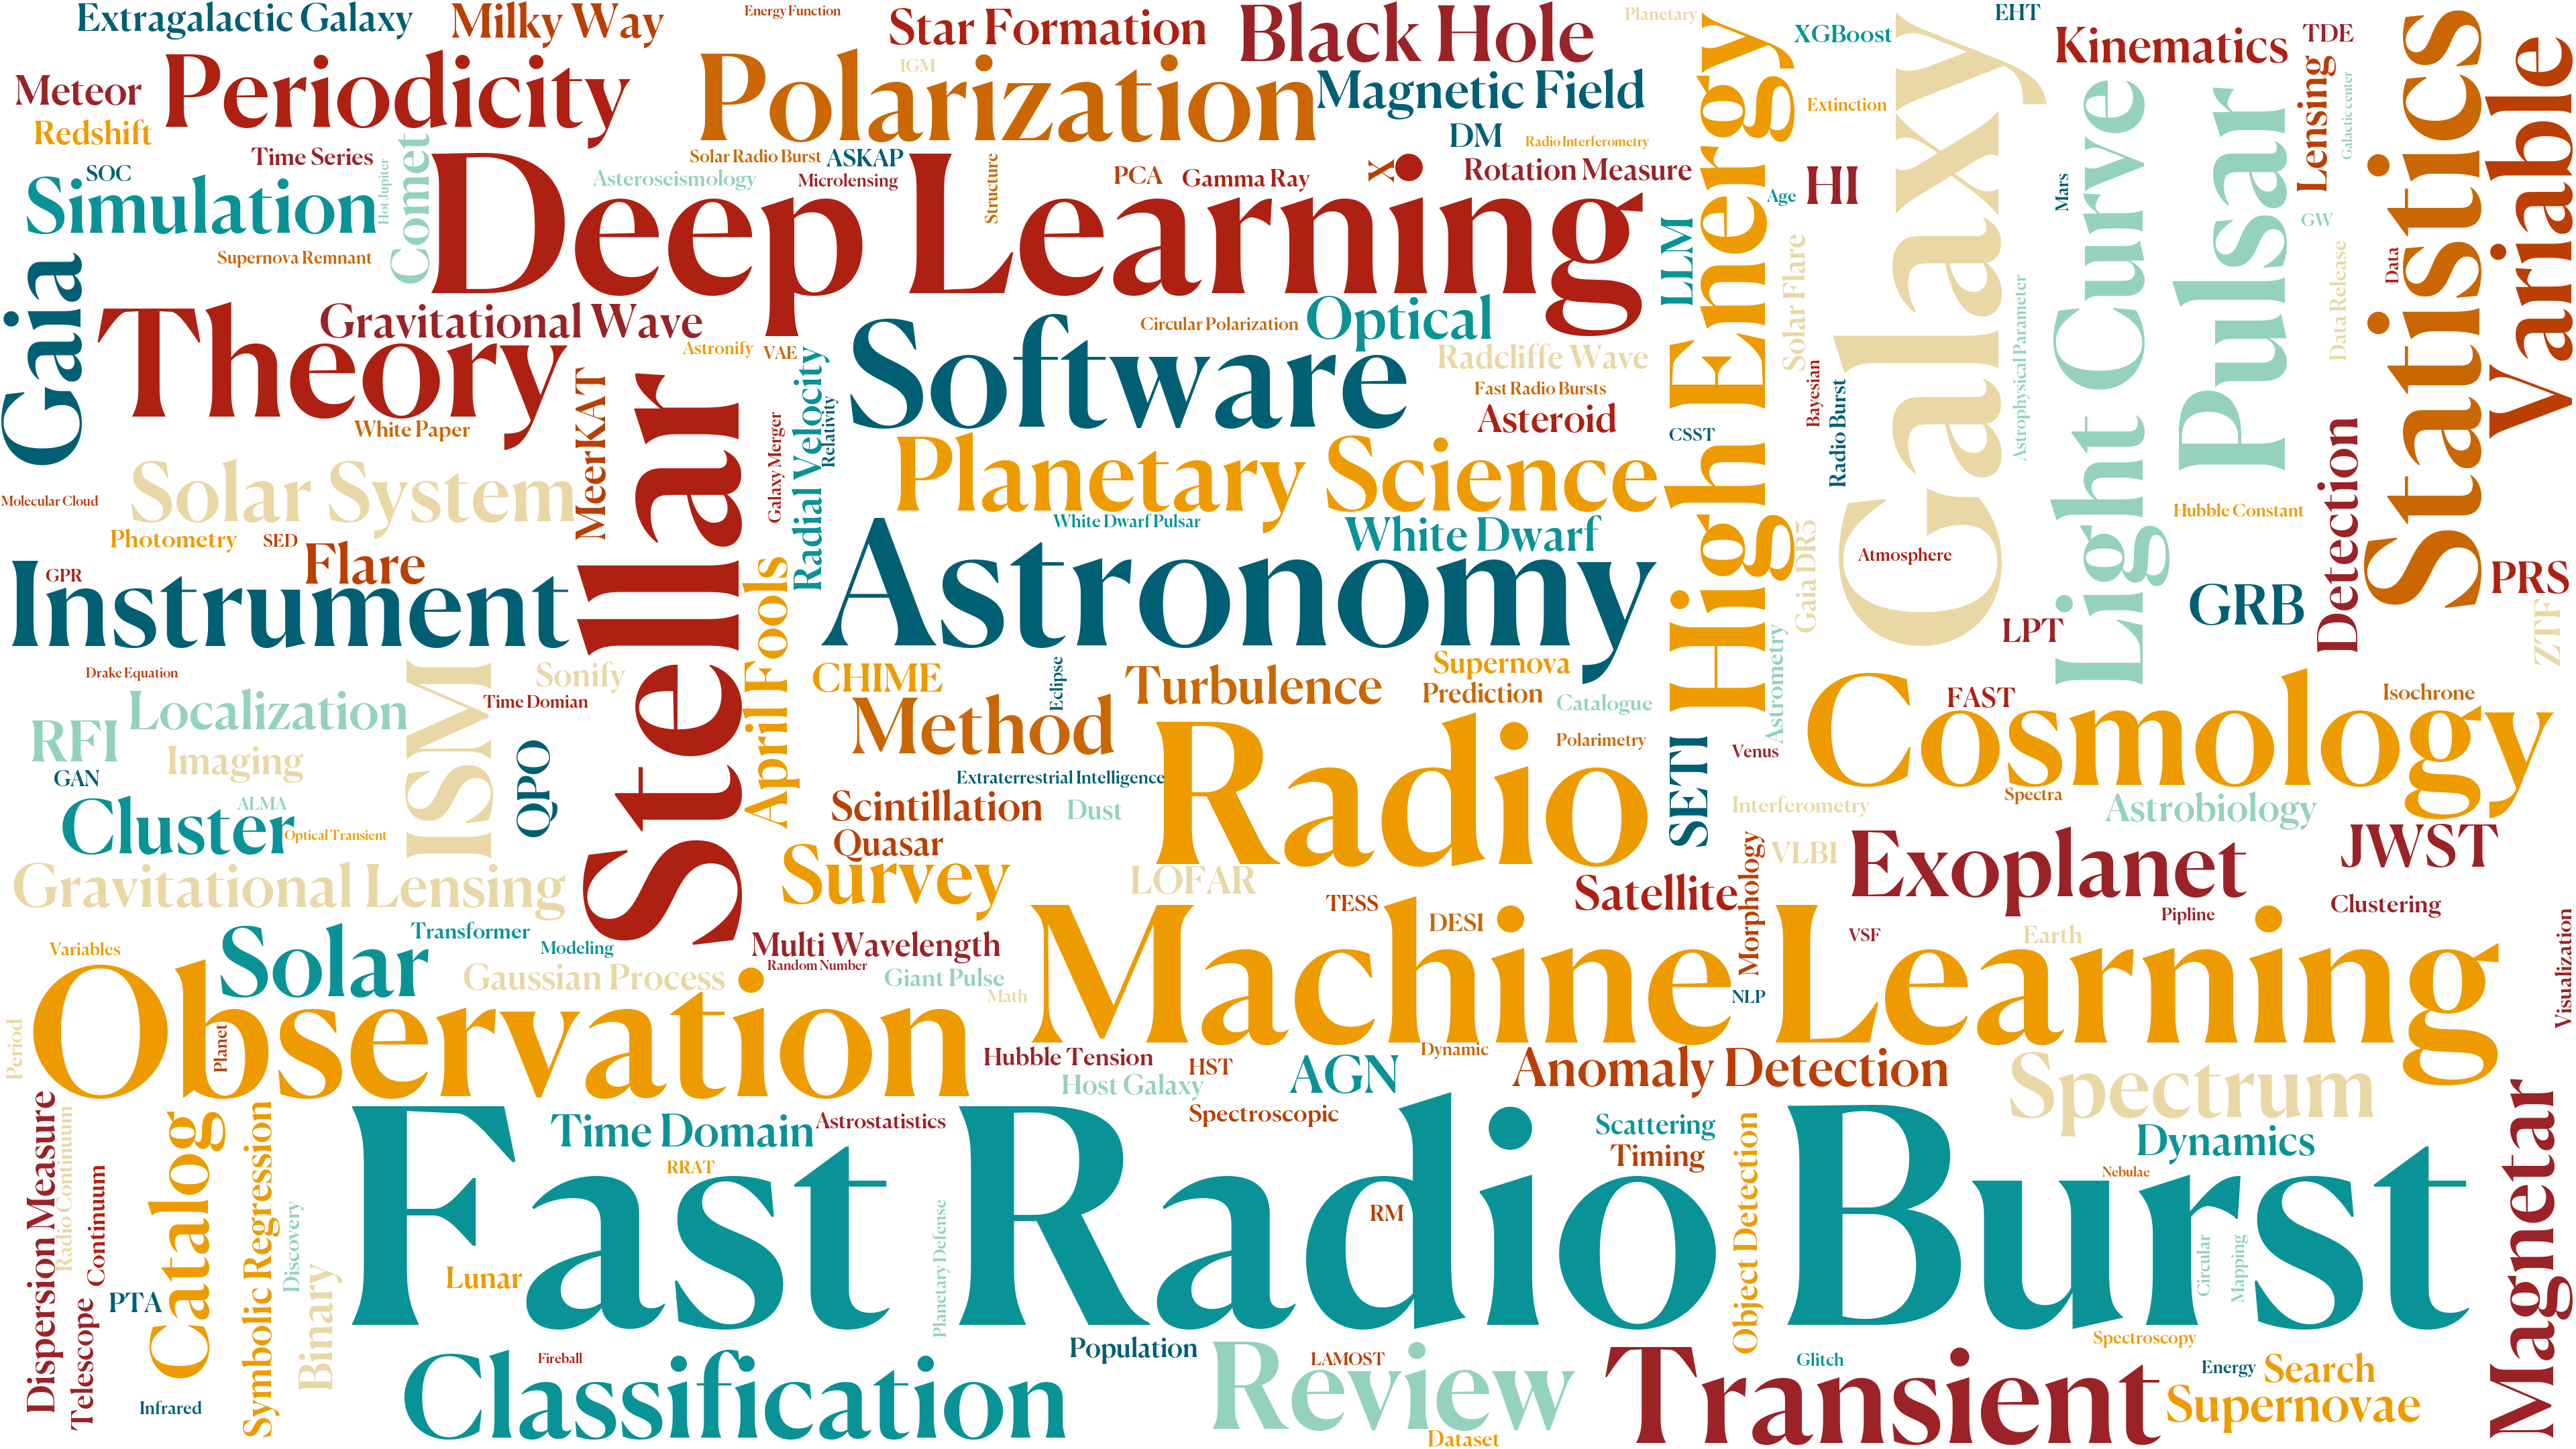 Extragalactic Galaxy
Milky Way
Energy Function
Star Formation
Black Hole
Planetary
XGBoost
EHT
Kinematics
TDE
Meteor
Periodicity
Polarization
IGM
Magnetic Field
High Energy
Extinction
Galaxy
Light Curve
Pulsar
Lensing
Galactic center
Statistics
Variable
Redshift
Time Series
Hot Jupiter
Comet
Solar Radio Burst
ASKAP
DM
Radio Interferometry
SOC
Simulation
Asteroseismology
Microlensing
Structure
PCA
Gamma Ray
X
Rotation Measure
Age
HI
Mars
GW
Supernova Remnant
Deep Learning
LLM
Solar Flare
Data
Data Release
Gaia
Theory
Gravitational Wave
Circular Polarization
Optical
Astrophysical Parameter
Astronify
VAE
Software
Radcliffe Wave
Fast Radio Bursts
Asteroid
Bayesian
Radio Burst
White Paper
MeerKAT
Stellar
Galaxy Merger
Radial Velocity
Relativity
CSST
Planetary Science
Detection
Solar System
Molecular Cloud
White Dwarf Pulsar
White Dwarf
Hubble Constant
Photometry
SED
Flare
Gaia DR3
Atmosphere
GPR
Instrument
April Fools
Astronomy
GRB
PRS
LPT
ZTF
Drake Equation
Sonify
CHIME
Eclipse
Turbulence
Supernova
Prediction
Catalogue
Astrometry
FAST
Isochrone
ISM
Time Domian
Localization
RFI
Imaging
GAN
QPO
Method
Radio
Polarimetry
SETI
Venus
Cosmology
Extraterrestrial Intelligence
Cluster
ALMA
Optical Transient
Scintillation
Dust
Interferometry
Spectra
Astrobiology
Quasar
Survey
LOFAR
Morphology
VLBI
Exoplanet
JWST
Gravitational Lensing
TESS
DESI
Satellite
Clustering
Pipline
Variables
Solar
Transformer
Modeling
Multi Wavelength
Random Number
Gaussian Process
Giant Pulse
Math
Machine Learning
NLP
VSF
Earth
Visualization
Period
Observation
Planet
Hubble Tension
Host Galaxy
HST
AGN
Dynamic
Anomaly Detection
Spectrum
Dispersion Measure
Radio Continuum
Continuum
Telescope
Catalog
Symbolic Regression
Discovery
Binary
Time Domain
Astrostatistics
RRAT
Spectroscopic
Scattering
Timing
Object Detection
Dynamics
Nebulae
Magnetar
Fast Radio Burst
Lunar
Planetary Defense
RM
Circular
Mapping
PTA
Infrared
Fireball
Classification
Population
Review
LAMOST
Dataset
Transient
Glitch
Spectroscopy
Energy
Search
Supernovae